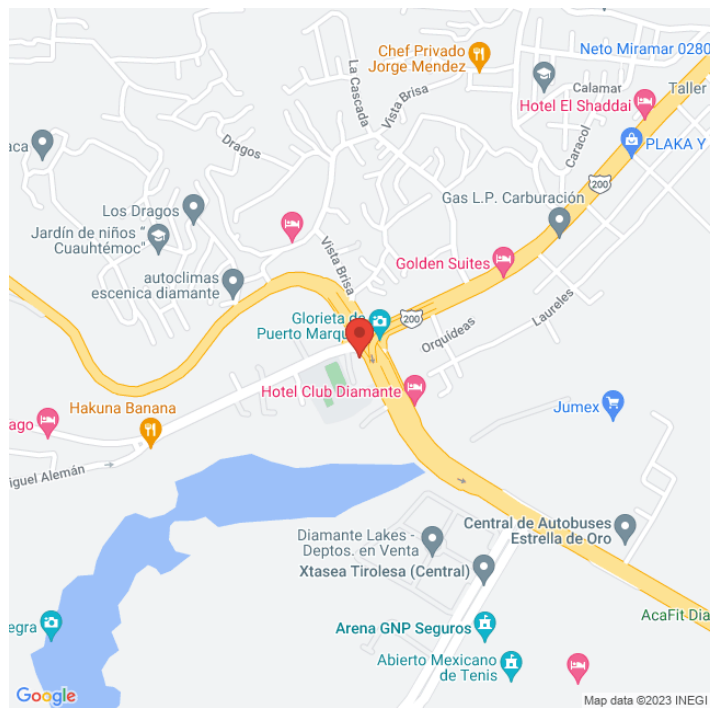 Chef Privado
Jorge Mendez
Neto Miramar 0280
Taller
Calamar
Hotel El Shaddai
PLAKA Y
La Cascada
Vista Brisa
Caracol
200
Dragos
aca
Los Dragos
Jardín de niños "
Cuauhtémoc"
Gas L.P. Carburación
Vista Brisa
Golden Suites
autoclimas
escenica diamante
Glorieta de
Puerto Marqu
200
Orquídeas
Laureles
Hotel Club Diamante
Jumex
Hakuna Banana
ago
iguel Alemán
Diamante Lakes -
Deptos. en Venta
Central de Autobuses
Estrella de Oro
Xtasea Tirolesa (Central)
AcaFit Dia
egra
Arena GNP Seguros
Abierto Mexicano
de Tenis
Google
Map data ©2023 INEGI